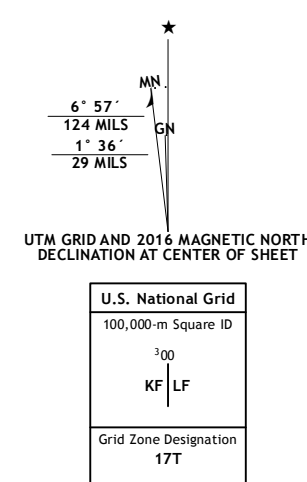 MN
6° 57´
124 MILS
GN
1° 36´
29 MILS
UTM GRID AND 2016 MAGNETIC NORTH
DECLINATION AT CENTER OF SHEET
U.S. National Grid
100,000-m Square ID
³00
KF LF
Grid Zone Designation
17T